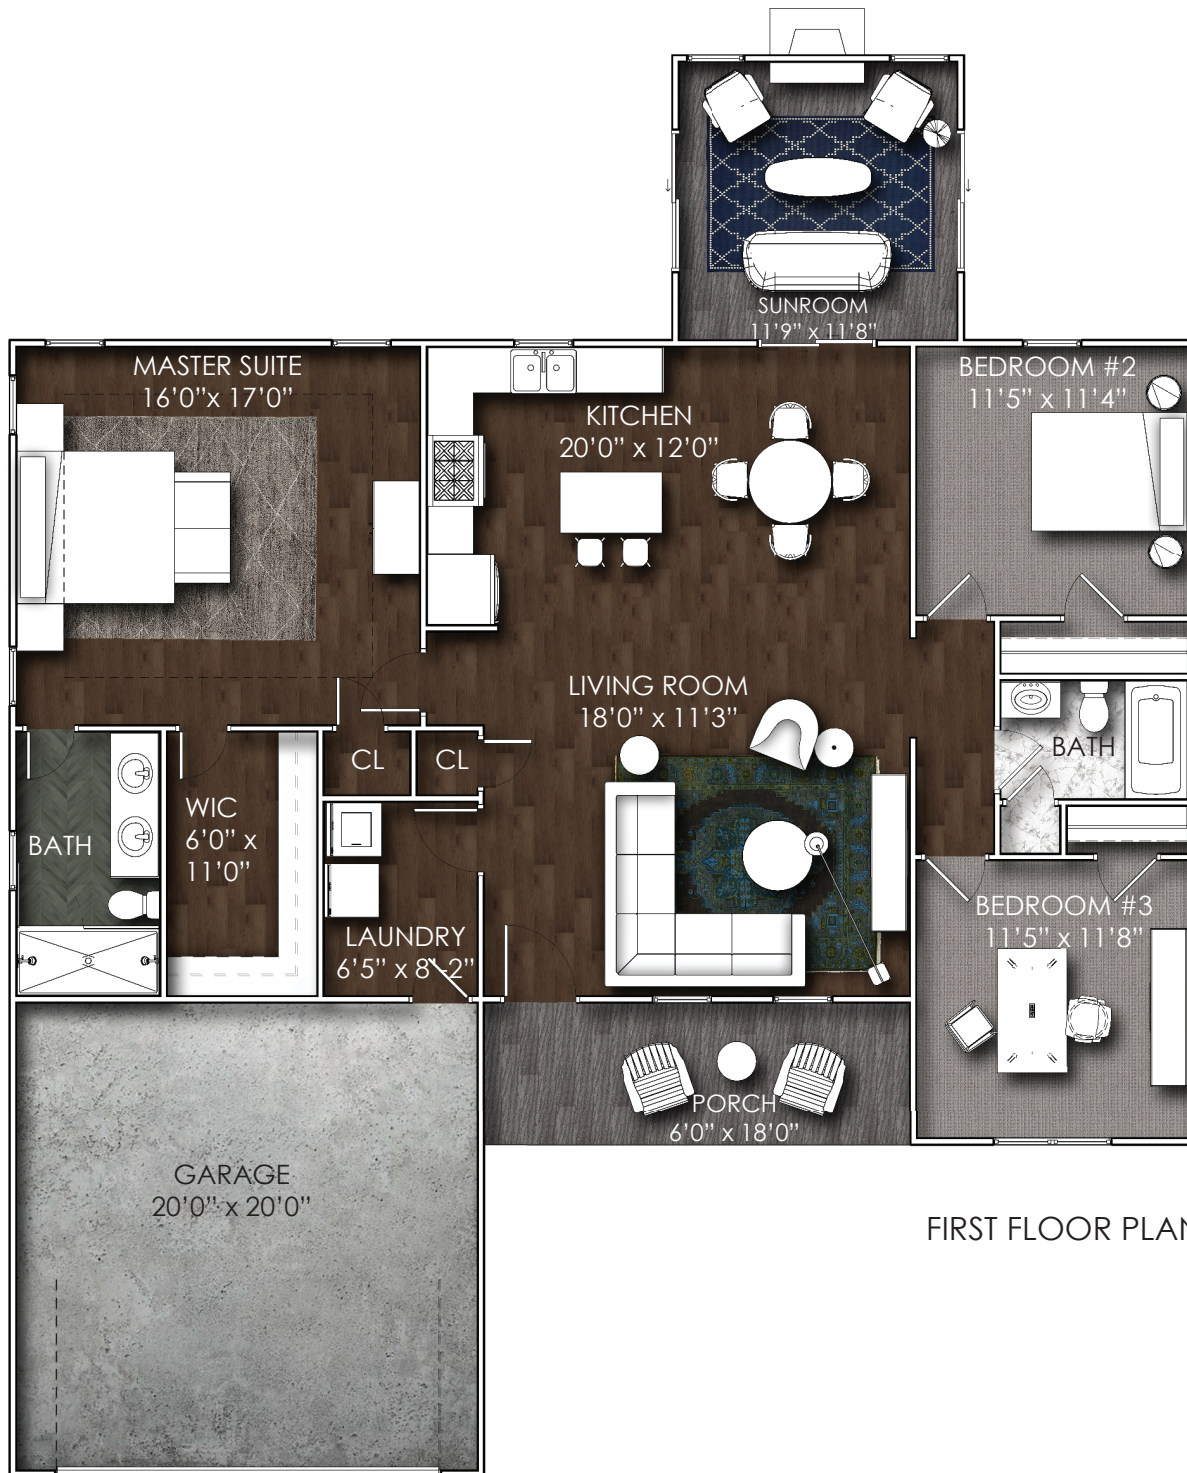 SUNROOM
11'9” x 11'8”
MASTER SUITE
16'0”x 17'0”
KITCHEN
20'0” x 12'0”
BEDROOM #2
11'5” x 11'4”
LIVING ROOM
18'0” x 11'3”
BATH
CL
CL
WIC
6'0” x
11'0”
BATH
LAUNDRY
6'5” x 8'-2”
BEDROOM #3
11'5” x 11'8”
PORCH
6'0” x 18'0”
GARAGE
20'0” x 20'0”
FIRST FLOOR PLAN